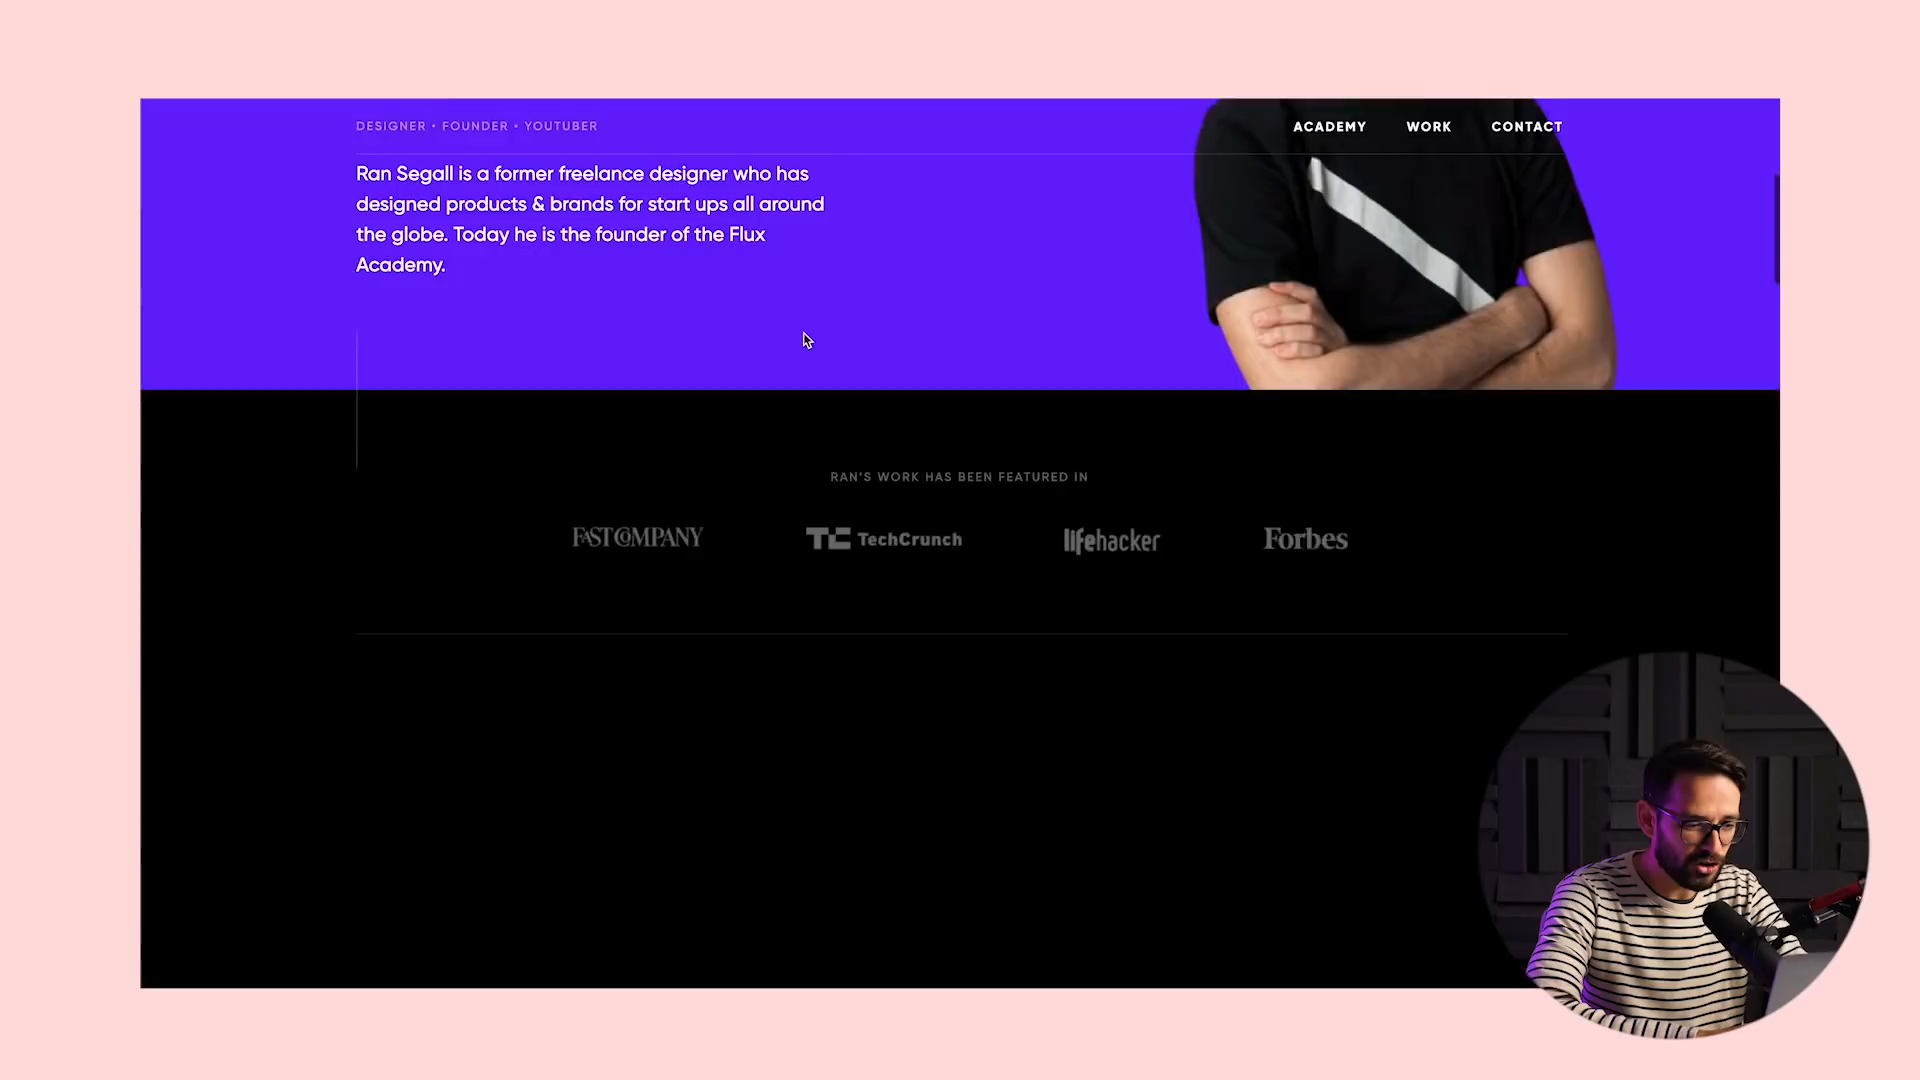 DESIGNER • FOUNDER • YOUTUBER
ACADEMY WORK CONTACT
Ran Segall is a former freelance designer who has
designed products & brands for start ups all around
the globe. Today he is the founder of the Flux
Academy.
RAN'S WORK HAS BEEN FEATURED IN
FAST COMPANY
TC TechCrunch
lifehacker
Forbes